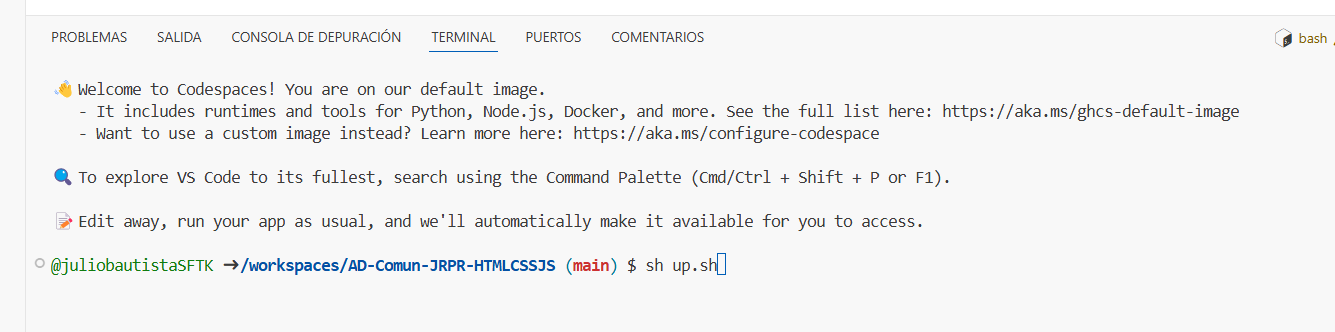 PROBLEMAS SALIDA CONSOLA DE DEPURACIÓN TERMINAL PUERTOS COMENTARIOS bash
👋 Welcome to Codespaces! You are on our default image.
- It includes runtimes and tools for Python, Node.js, Docker, and more. See the full list here: https://aka.ms/ghcs-default-image
- Want to use a custom image instead? Learn more here: https://aka.ms/configure-codespace
🔍 To explore VS Code to its fullest, search using the Command Palette (Cmd/Ctrl + Shift + P or F1).
📝 Edit away, run your app as usual, and we'll automatically make it available for you to access.
@juliobautistaSFTK ➜/workspaces/AD-Comun-JRPR-HTMLCSSJS (main) $ sh up.sh